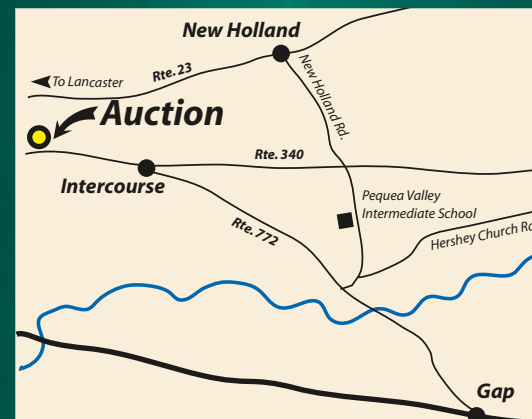 New Holland
To Lancaster
Rte. 23
New Holland Rd.
Auction
Rte. 340
Intercourse
Pequea Valley
Intermediate School
Rte. 772
Hershey Church Rd
Gap